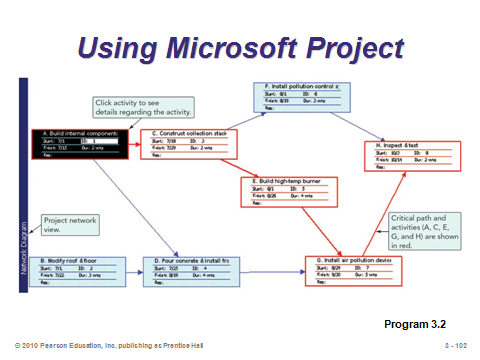 Using Microsoft Project
F. Install pollution control s
Start: 8/1 ID: 6
Finish: 8/19 Dur: 3 wks
Res:
Click activity to see
details regarding the activity.
A. Build internal components
Start: 7/1 ID: 1
Finish: 7/15 Dur: 2 wks
Res:
C. Construct collection stack
Start: 7/18 ID: 3
Finish: 7/29 Dur: 2 wks
Res:
H. Inspect & test
Start: 10/3 ID: 8
Finish: 10/14 Dur: 2 wks
Res:
E. Build high-temp burner
Start: 8/1 ID: 5
Finish: 8/26 Dur: 4 wks
Res:
Project network
view.
Critical path and
activities (A, C, E,
G, and H) are shown
in red.
Network Diagram
B. Modify roof & floor
Start: 7/1 ID: 2
Finish: 7/22 Dur: 3 wks
Res:
D. Pour concrete & install fra
Start: 7/25 ID: 4
Finish: Dur: 4 wks
Res:
G. Install air pollution device
Start: 8/29 ID: 7
Finish: 9/30 Dur: 5 wks
Res:
Program 3.2
© 2010 Pearson Education, Inc. publishing as Prentice Hall
3 - 102